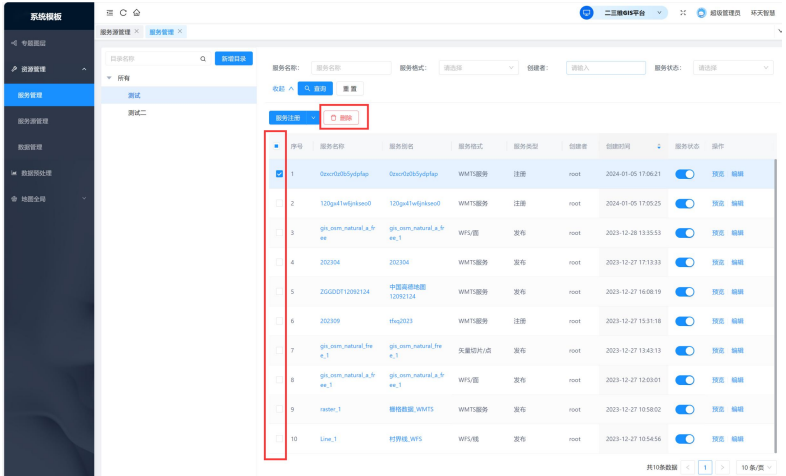 系统模板
二三维GIS平台
超级管理员
环天智慧
服务源管理 ×
服务管理 ×
专题图层
资源管理
服务管理
服务源管理
数据管理
数据预处理
地图全局
目录名称
新增目录
所有
测试
测试二
服务名称: 服务名称
服务格式: 请选择
创建者: 请输入
服务状态: 请选择
收起
查询
重置
服务注册
删除
序号 服务名称 服务别名 服务格式 服务类型 创建者 创建时间 服务状态 操作
1 0zxcr0z0b5ydpfap 0zxcr0z0b5ydpfap WMTS服务 注册 root 2024-01-05 17:06:21 预览 编辑
2 120gx41w6jnkseo0 120gx41w6jnkseo0 WMTS服务 注册 root 2024-01-05 17:05:25 预览 编辑
3 gis_osm_natural_a_free gis_osm_natural_a_free_1 WFS/面 发布 root 2023-12-28 13:35:53 预览 编辑
4 202304 202304 WMTS服务 发布 root 2023-12-27 17:13:33 预览 编辑
5 ZGGDDT12092124 中国高德地图12092124 WMTS服务 发布 root 2023-12-27 16:08:19 预览 编辑
6 202309 tfxq2023 WMTS服务 注册 root 2023-12-27 15:31:18 预览 编辑
7 gis_osm_natural_free_1 gis_osm_natural_free_1 矢量切片/点 发布 root 2023-12-27 13:43:13 预览 编辑
8 gis_osm_natural_a_free_1 gis_osm_natural_a_free_1 WFS/面 发布 root 2023-12-27 12:03:01 预览 编辑
9 raster_1 栅格数据_WMTS WMTS服务 发布 root 2023-12-27 10:58:02 预览 编辑
10 Line_1 村界线_WFS WFS/线 发布 root 2023-12-27 10:54:56 预览 编辑
共10条数据 < 1 > 10 条/页